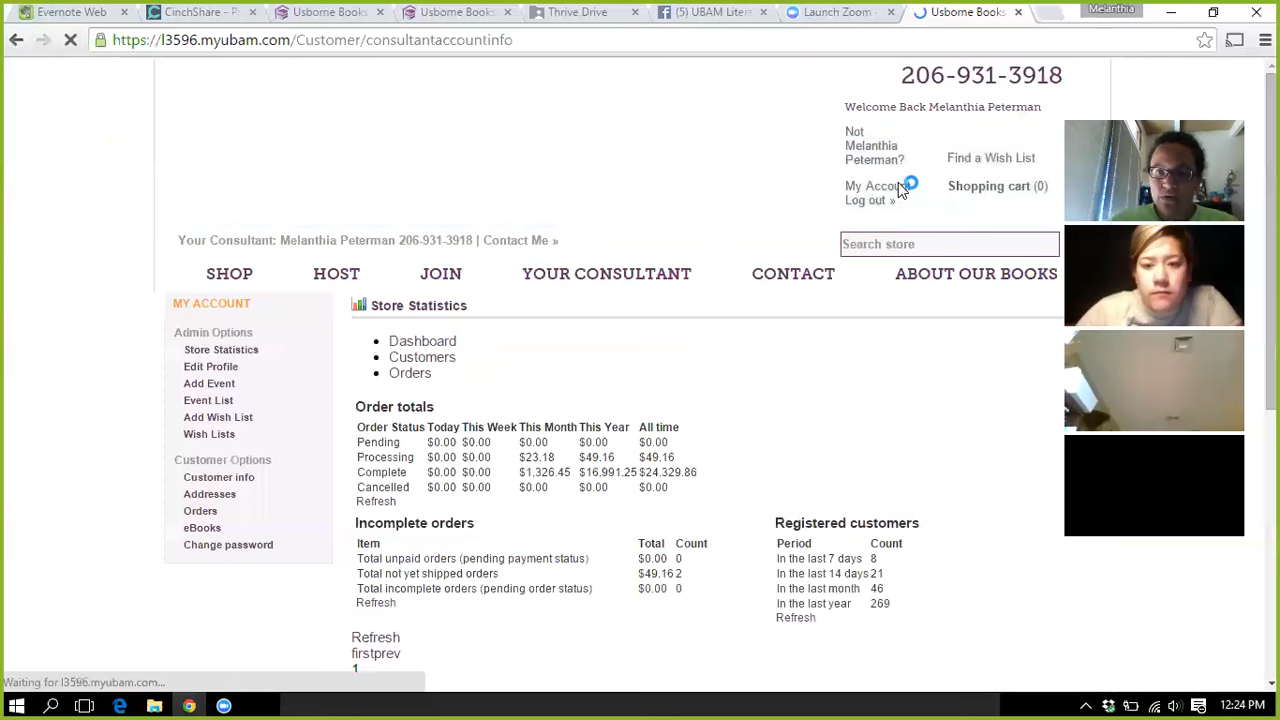 Evernote Web
CinchShare - P
Usborne Books
Usborne Books
Thrive Drive
(5) UBAM Liter
Launch Zoom -
Usborne Books
Melanthia
https://l3596.myubam.com/Customer/consultantaccountinfo
206-931-3918
Welcome Back Melanthia Peterman
Not
Melanthia
Peterman?
Find a Wish List
My Accou
Shopping cart (0)
Log out »
Your Consultant: Melanthia Peterman 206-931-3918 | Contact Me »
Search store
SHOP HOST JOIN YOUR CONSULTANT CONTACT ABOUT OUR BOOKS
MY ACCOUNT
Admin Options
Store Statistics
Edit Profile
Add Event
Event List
Add Wish List
Wish Lists
Customer Options
Customer info
Addresses
Orders
eBooks
Change password
Store Statistics
Dashboard
Customers
Orders
Order totals
Order Status Today This Week This Month This Year All time
Pending $0.00 $0.00 $0.00 $0.00 $0.00
Processing $0.00 $0.00 $23.18 $49.16 $49.16
Complete $0.00 $0.00 $1,326.45 $16,991.25 $24,329.86
Cancelled $0.00 $0.00 $0.00 $0.00 $0.00
Refresh
Incomplete orders
Item Total Count
Total unpaid orders (pending payment status) $0.00 0
Total not yet shipped orders $49.16 2
Total incomplete orders (pending order status) $0.00 0
Refresh
Registered customers
Period Count
In the last 7 days 8
In the last 14 days 21
In the last month 46
In the last year 269
Refresh
Refresh
firstprev
1
Waiting for l3596.myubam.com...
12:24 PM